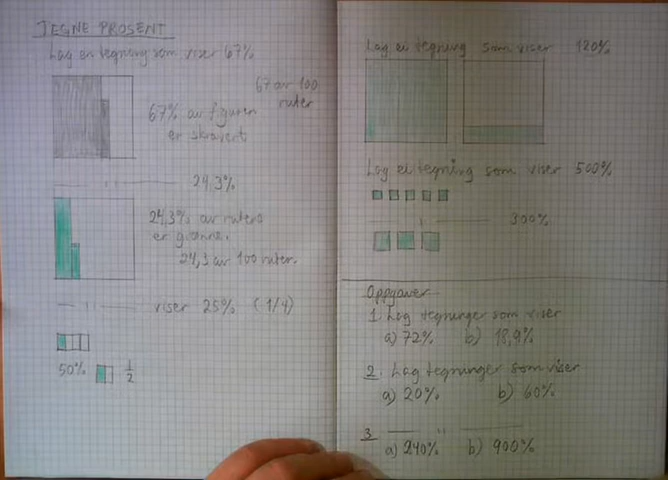 TEGNE PROSENT
Lag en tegning som viser 67%
67 av 100
ruter
67% av figuren
er skravert.
— " — 24,3%
24,3% av rutene
er grønne.
24,3 av 100 ruter.
— " — viser 25% (1/4)
50% 1/2
Lag ei tegning som viser 120%
Lag ei tegning som viser 500%
— " — 300%
Oppgaver
1. Lag tegninger som viser
a) 72% b) 18,9%
2. Lag tegninger som viser
a) 20% b) 60%
3. — " —
a) 240% b) 900%